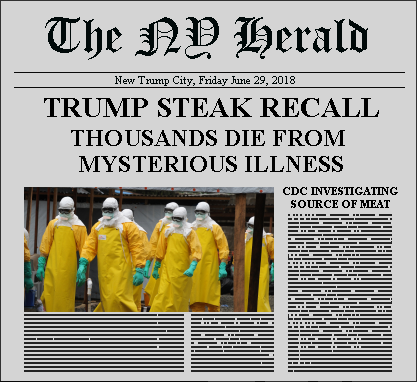 The NY Herald
New Trump City, Friday June 29, 2018
TRUMP STEAK RECALL
THOUSANDS DIE FROM
MYSTERIOUS ILLNESS
CDC INVESTIGATING
SOURCE OF MEAT